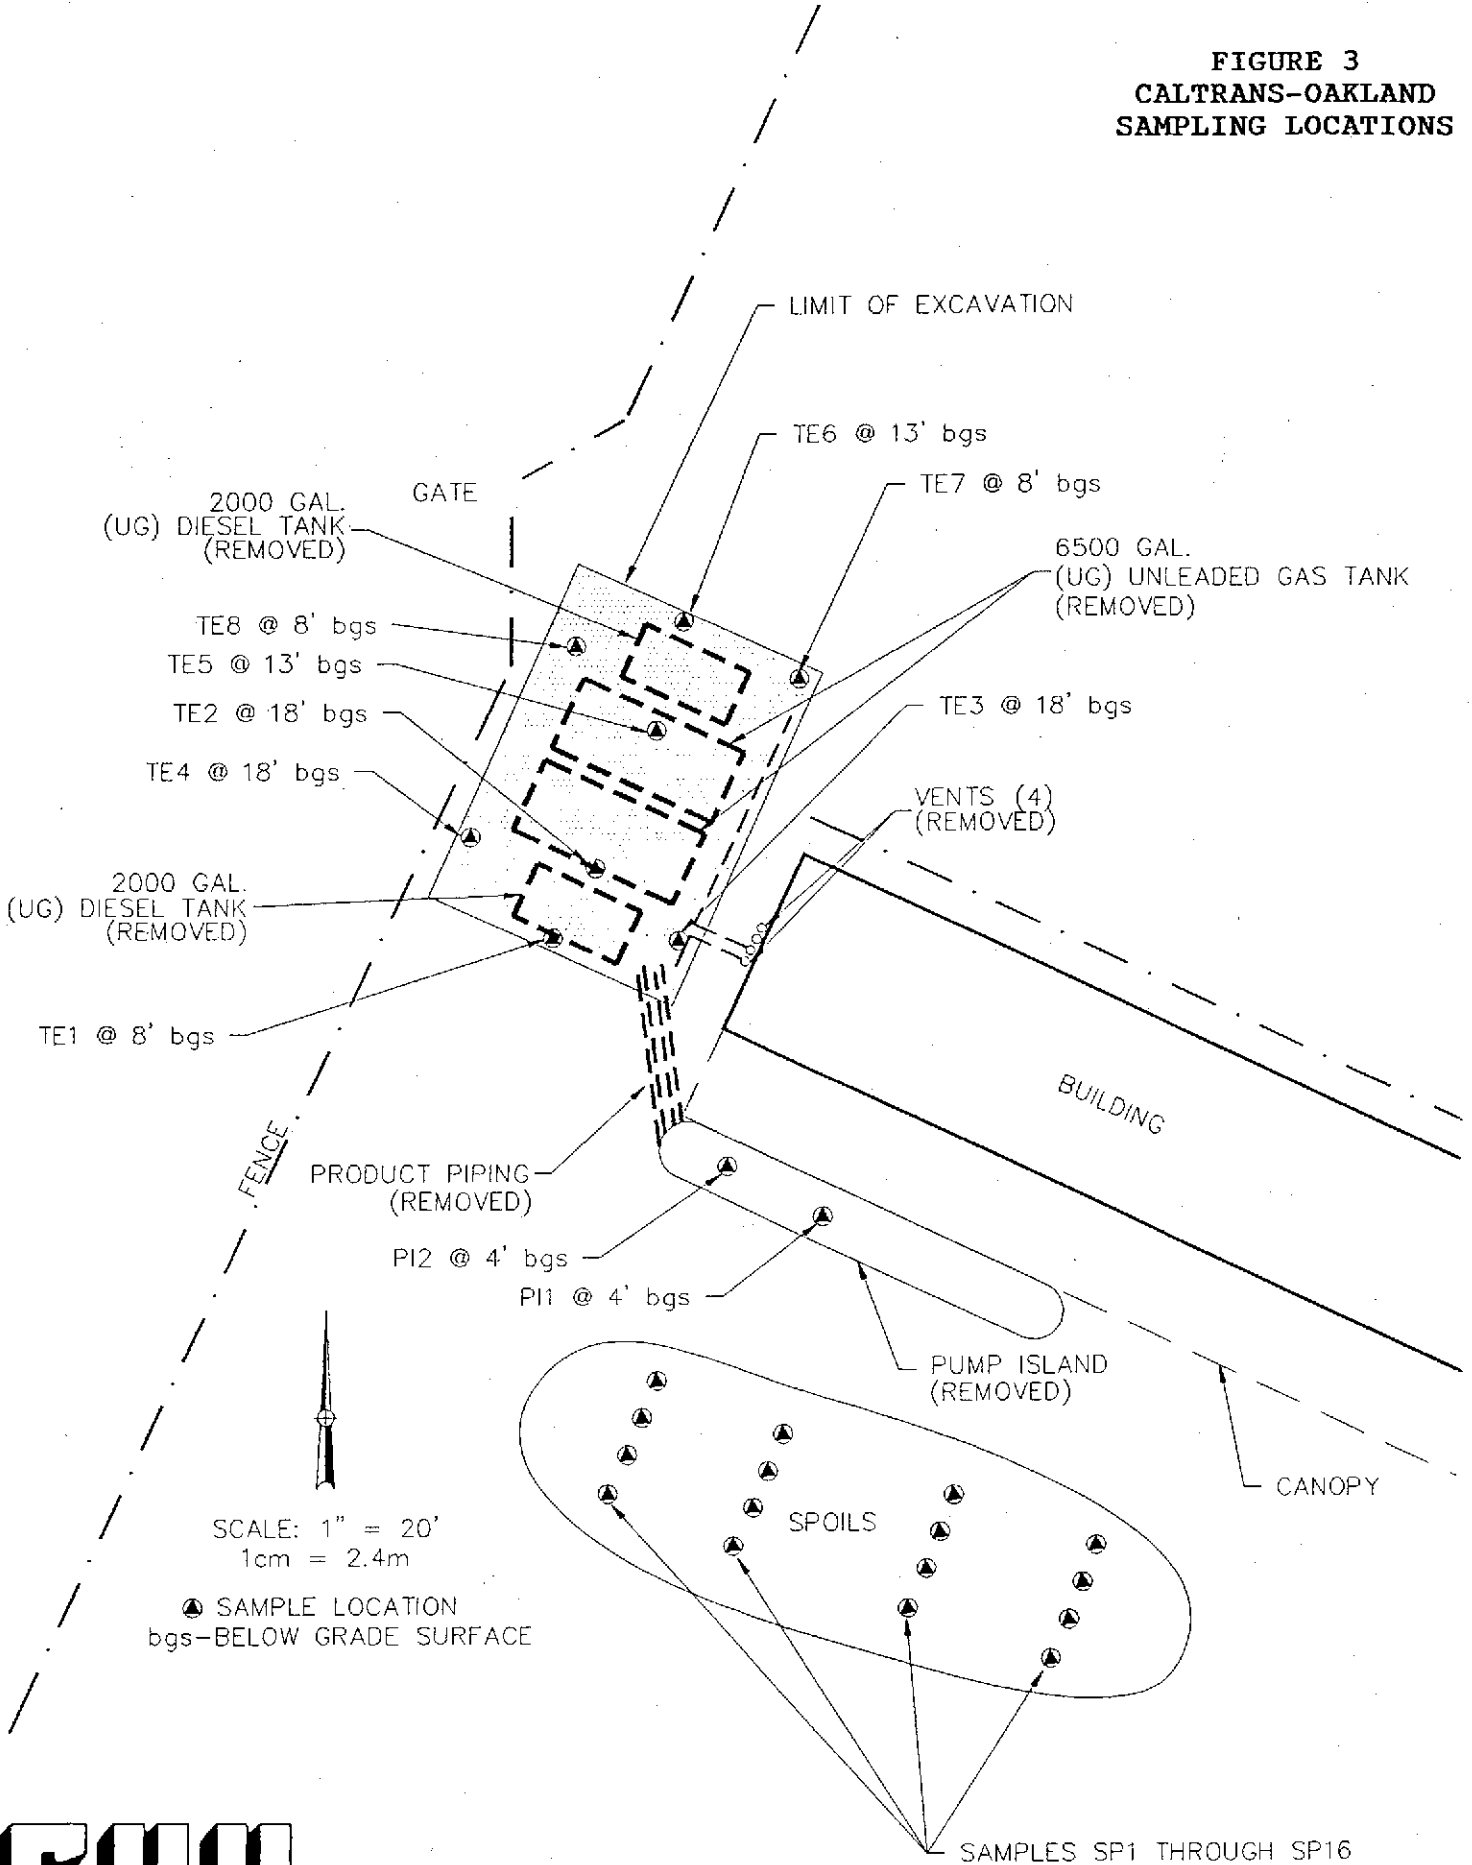 FIGURE 3
CALTRANS-OAKLAND
SAMPLING LOCATIONS
LIMIT OF EXCAVATION
TE6 @ 13' bgs
TE7 @ 8' bgs
GATE
2000 GAL.
(UG) DIESEL TANK
(REMOVED)
6500 GAL.
(UG) UNLEADED GAS TANK
(REMOVED)
TE8 @ 8' bgs
TE5 @ 13' bgs
TE2 @ 18' bgs
TE3 @ 18' bgs
TE4 @ 18' bgs
VENTS (4)
(REMOVED)
2000 GAL.
(UG) DIESEL TANK
(REMOVED)
TE1 @ 8' bgs
BUILDING
FENCE
PRODUCT PIPING
(REMOVED)
PI2 @ 4' bgs
PI1 @ 4' bgs
PUMP ISLAND
(REMOVED)
CANOPY
SPOILS
SCALE: 1" = 20'
1cm = 2.4m
SAMPLE LOCATION
bgs-BELOW GRADE SURFACE
SAMPLES SP1 THROUGH SP16